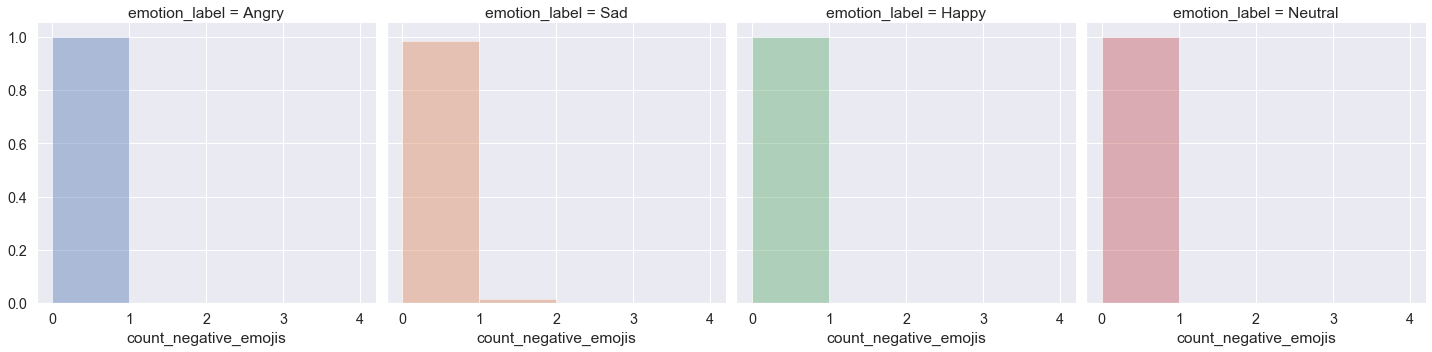 emotion_label = Angry
emotion_label = Sad
emotion_label = Happy
emotion_label = Neutral
1.0
0.8
0.6
0.4
0.2
0.0
0 1 2 3 4
0 1 2 3 4
0 1 2 3 4
0 1 2 3 4
count_negative_emojis
count_negative_emojis
count_negative_emojis
count_negative_emojis